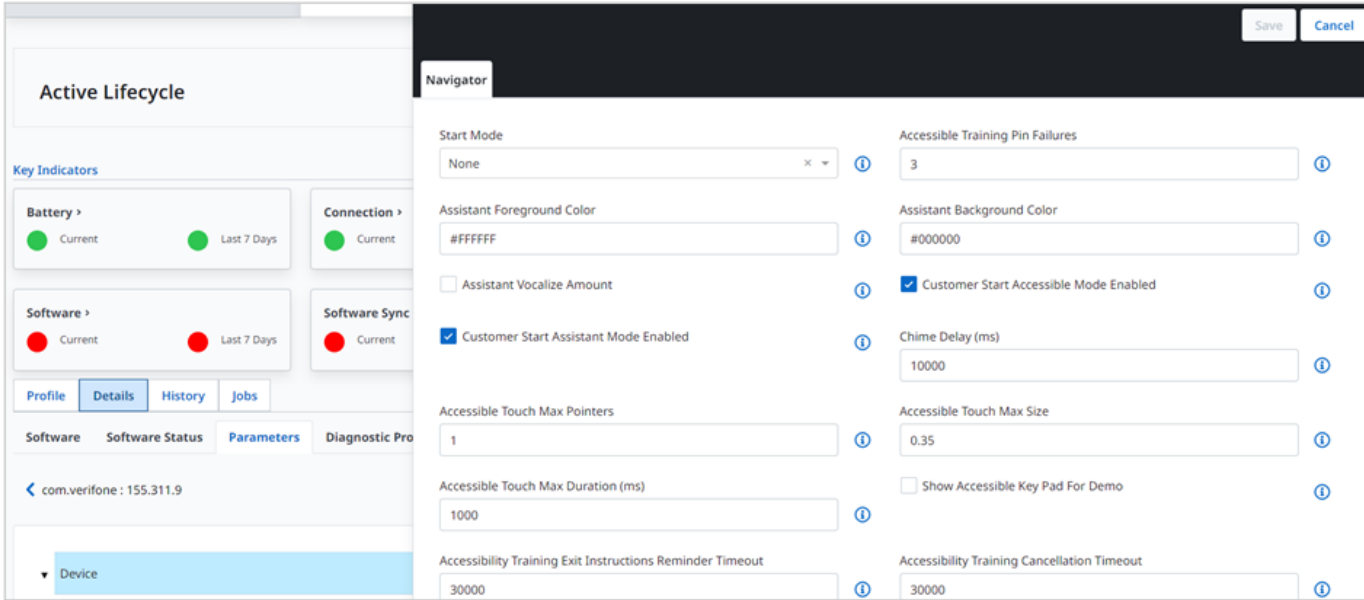 Save
Cancel
Active Lifecycle
Key Indicators
Battery ›
Current
Last 7 Days
Connection ›
Current
Software ›
Current
Last 7 Days
Software Sync
Current
Profile
Details
History
Jobs
Software
Software Status
Parameters
Diagnostic Pro
com.verifone : 155.311.9
Device
Navigator
Start Mode
None
Accessible Training Pin Failures
3
Assistant Foreground Color
#FFFFFF
Assistant Background Color
#000000
Assistant Vocalize Amount
Customer Start Accessible Mode Enabled
Customer Start Assistant Mode Enabled
Chime Delay (ms)
10000
Accessible Touch Max Pointers
1
Accessible Touch Max Size
0.35
Accessible Touch Max Duration (ms)
1000
Show Accessible Key Pad For Demo
Accessibility Training Exit Instructions Reminder Timeout
30000
Accessibility Training Cancellation Timeout
30000